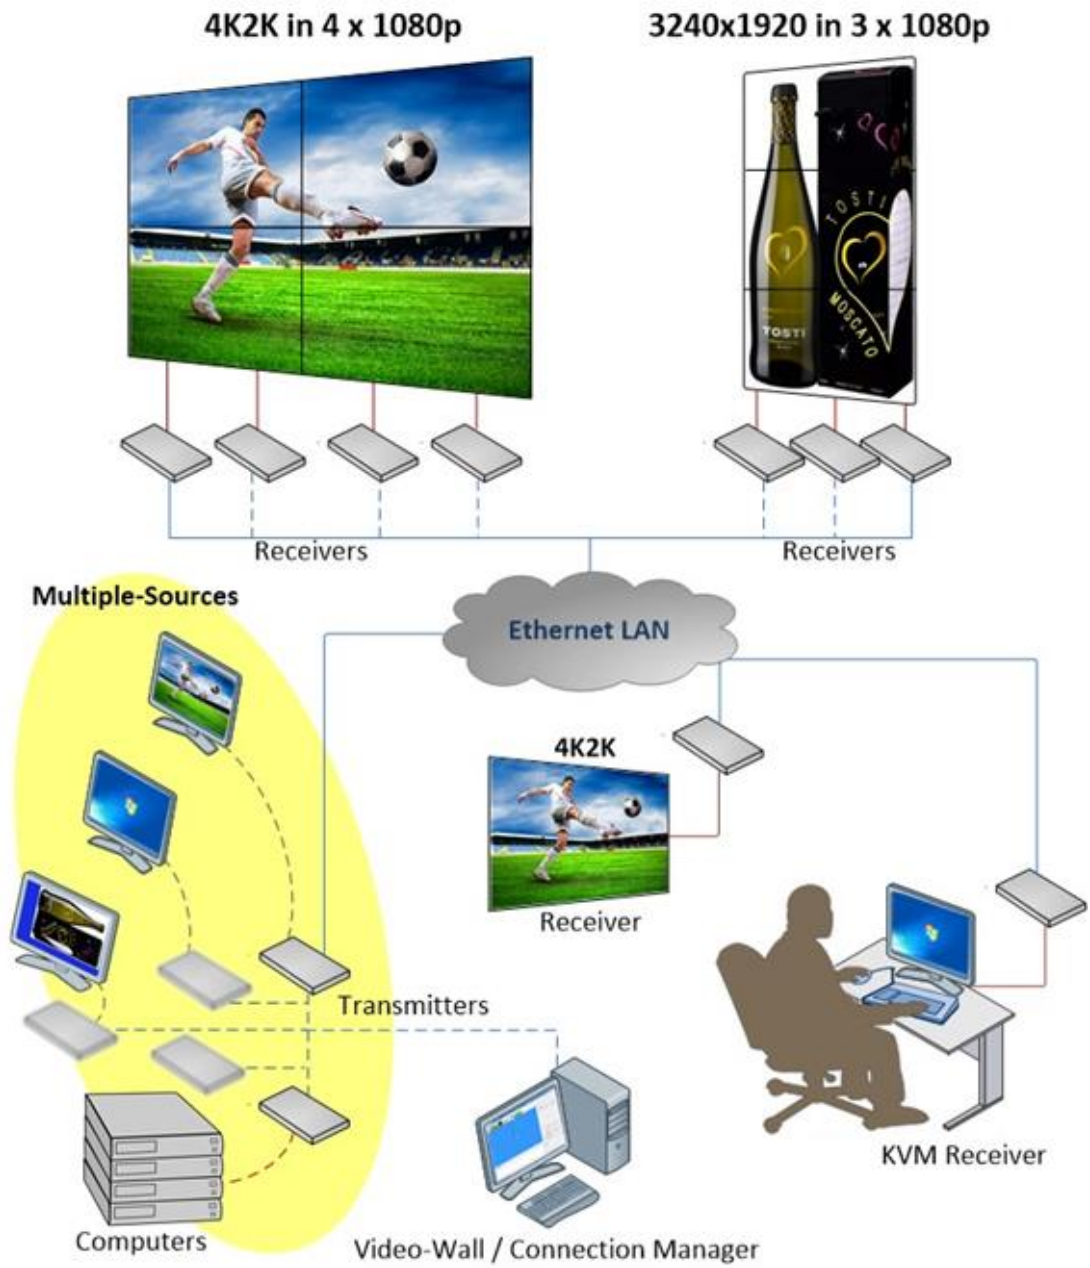 4K2K in 4 x 1080p
3240x1920 in 3 x 1080p
TOSTI
MOSCATO
TOSTI
Receivers
Receivers
Multiple-Sources
Ethernet LAN
4K2K
Receiver
Transmitters
KVM Receiver
Computers
Video-Wall / Connection Manager